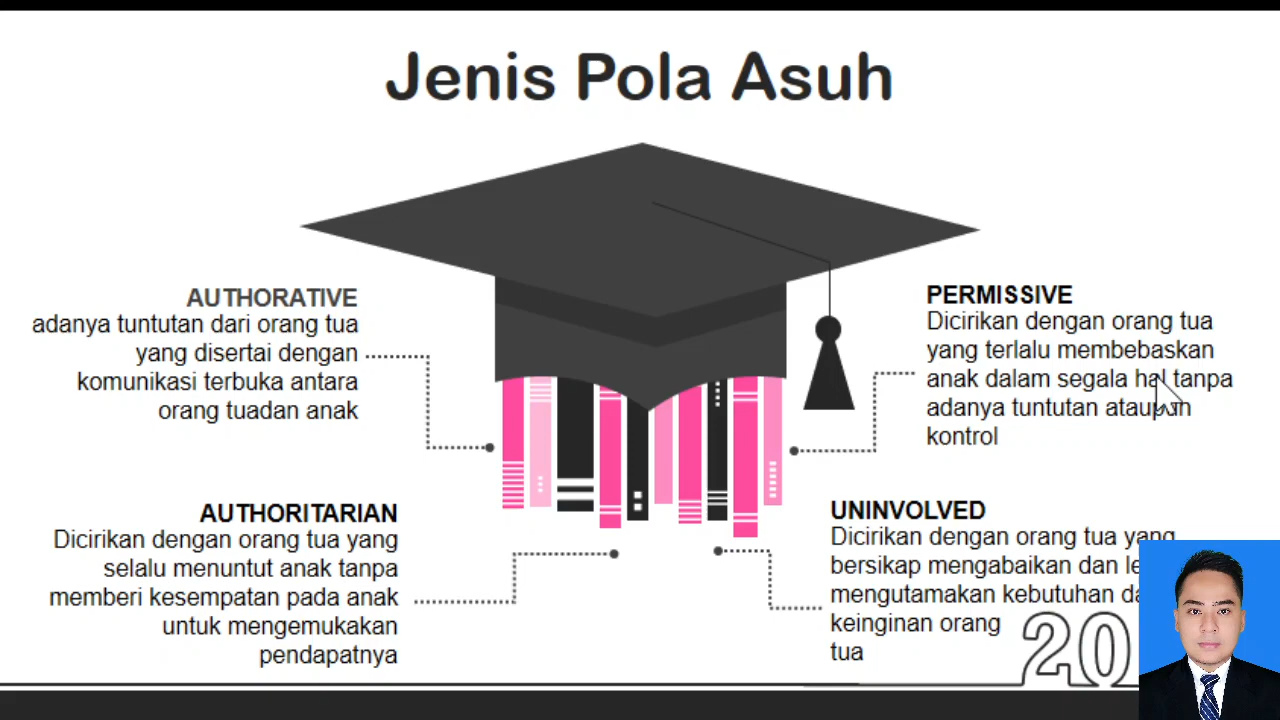 Jenis Pola Asuh
AUTHORATIVE
adanya tuntutan dari orang tua
yang disertai dengan
komunikasi terbuka antara
orang tuadan anak
PERMISSIVE
Dicirikan dengan orang tua
yang terlalu membebaskan
anak dalam segala hal tanpa
adanya tuntutan ataupun
kontrol
AUTHORITARIAN
Dicirikan dengan orang tua yang
selalu menuntut anak tanpa
memberi kesempatan pada anak
untuk mengemukakan
pendapatnya
UNINVOLVED
Dicirikan dengan orang tua yang
bersikap mengabaikan dan
mengutamakan kebutuhan
keinginan orang
tua
20